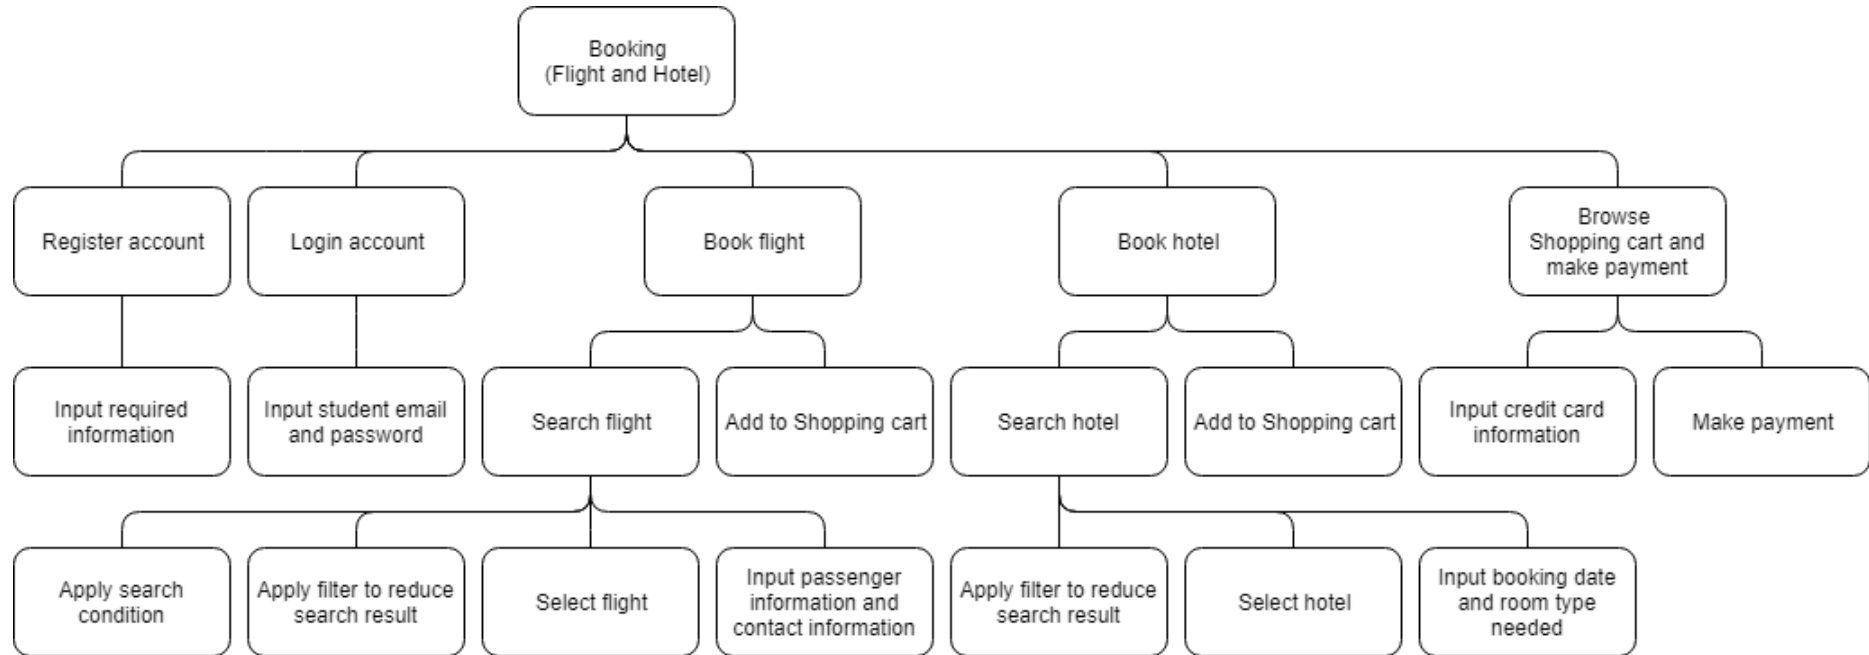 Booking
(Flight and Hotel)
Register account
Login account
Book flight
Book hotel
Browse
Shopping cart and
make payment
Input required
information
Input student email
and password
Search flight
Add to Shopping cart
Search hotel
Add to Shopping cart
Input credit card
information
Make payment
Apply search
condition
Apply filter to reduce
search result
Select flight
Input passenger
information and
contact information
Apply filter to reduce
search result
Select hotel
Input booking date
and room type
needed